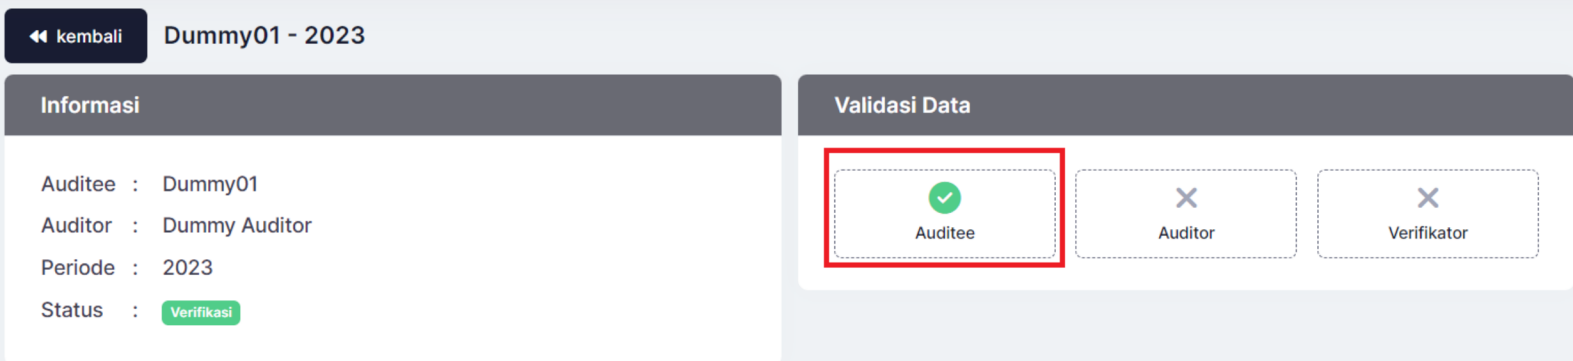 kembali
Dummy01 - 2023
Informasi
Auditee : Dummy01
Auditor : Dummy Auditor
Periode : 2023
Status : Verifikasi
Validasi Data
Auditee
Auditor
Verifikator